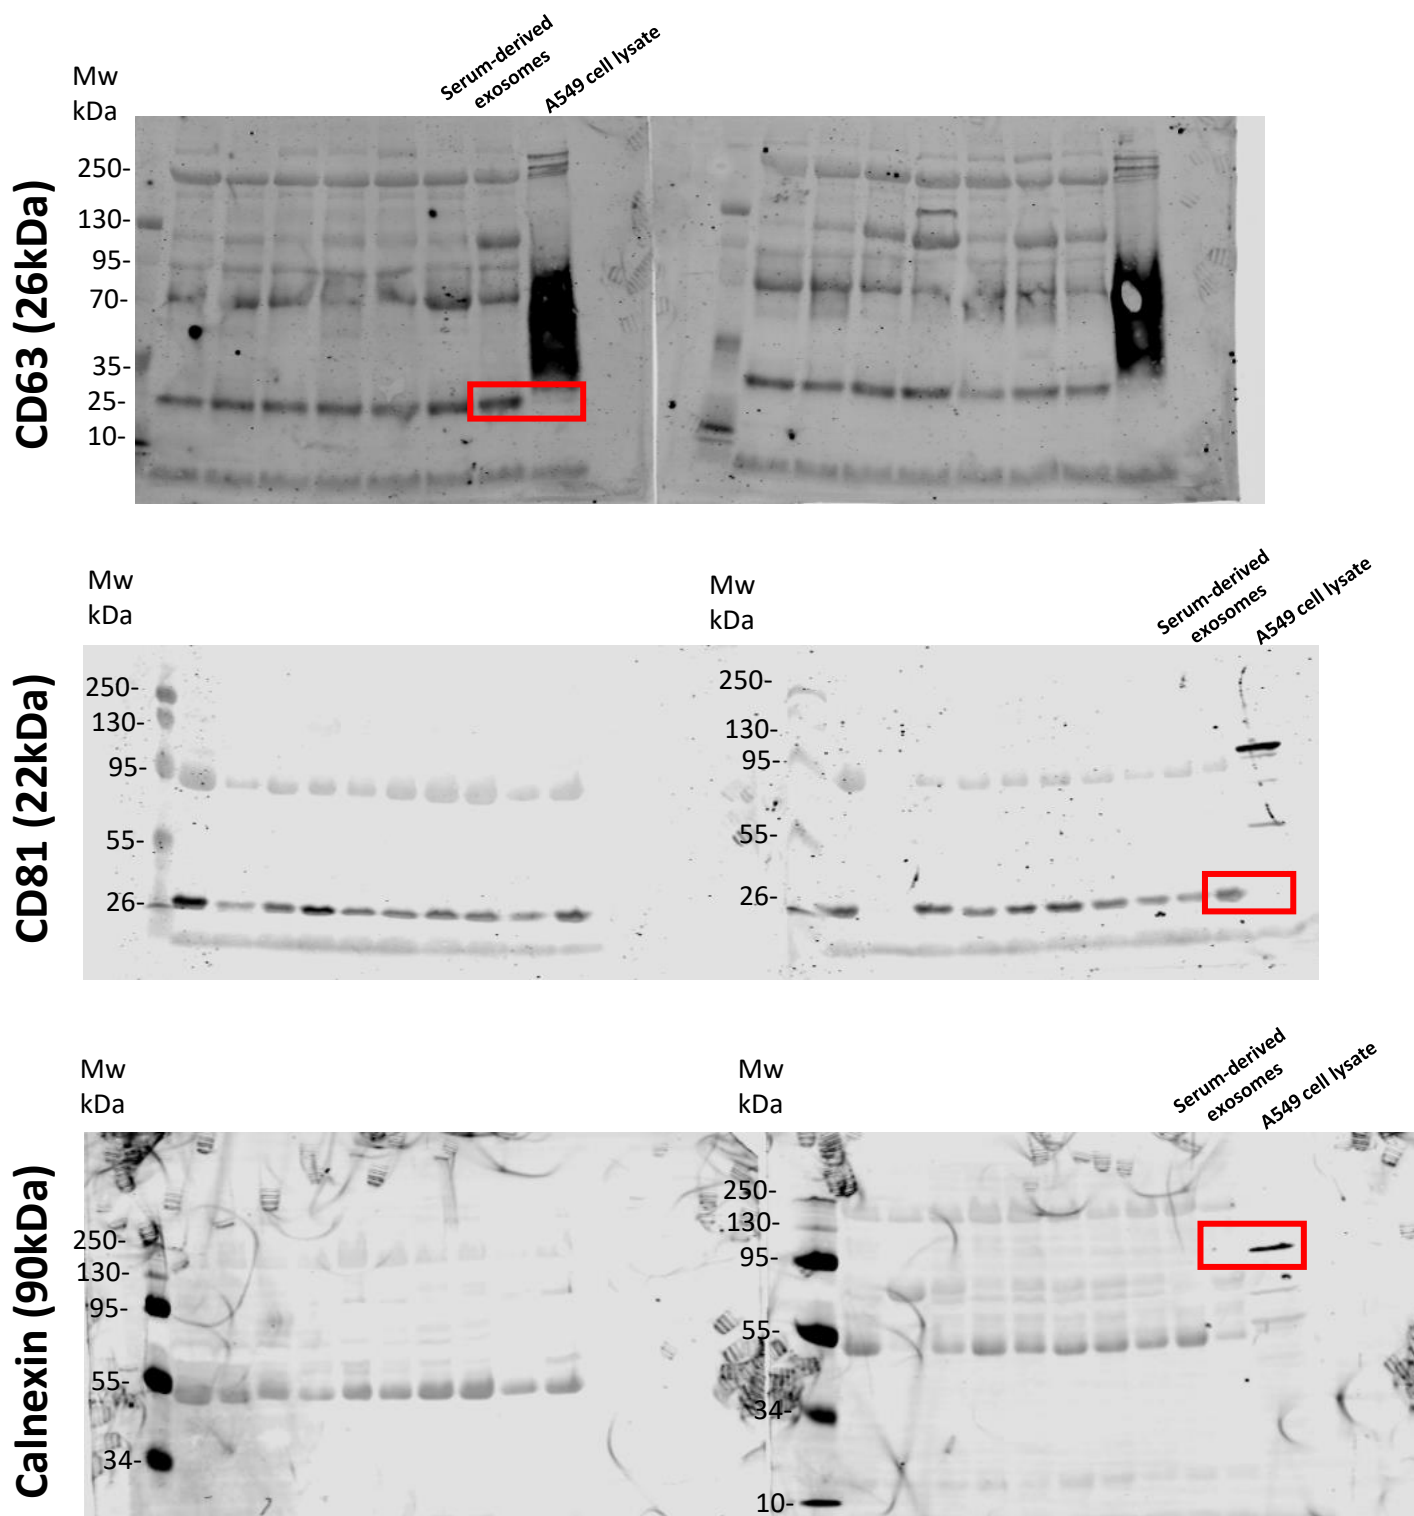 Serum-derived
exosomes
A549 cell lysate
Mw
kDa
CD63 (26kDa)
250-
130-
95-
70-
35-
25-
10-
Mw
kDa
Mw
kDa
Serum-derived
exosomes
A549 cell lysate
CD81 (22kDa)
250-
130-
95-
55-
26-
250-
130-
95-
55-
26-
Mw
kDa
Mw
kDa
Serum-derived
exosomes
A549 cell lysate
Calnexin (90kDa)
250-
130-
95-
55-
34-
250-
130-
95-
55-
34-
10-